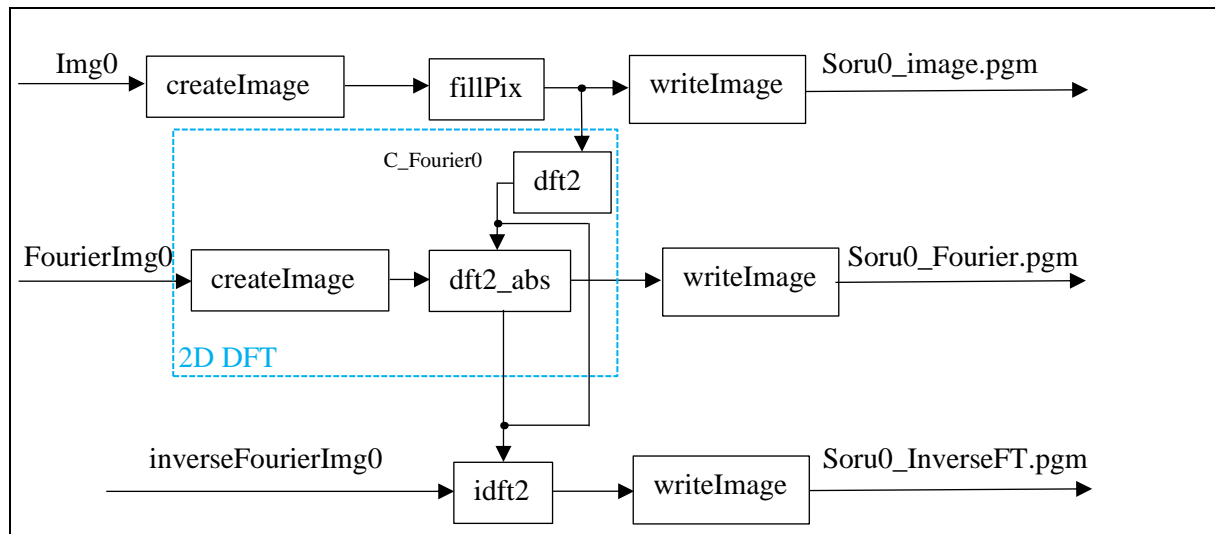 Img0
createImage
fillPix
writeImage
Soru0_image.pgm
C_Fourier0
dft2
FourierImg0
createImage
dft2_abs
writeImage
Soru0_Fourier.pgm
2D DFT
inverseFourierImg0
idft2
writeImage
Soru0_InverseFT.pgm